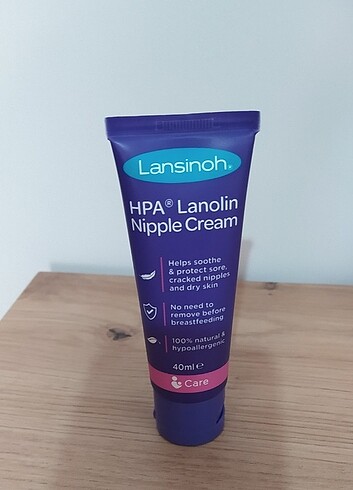 Lansinoh®
HPA® Lanolin
Nipple Cream
Helps soothe
& protect sore,
cracked nipples
and dry skin
No need to
remove before
breastfeeding
100% natural &
hypoallergenic
40ml ℮
Care